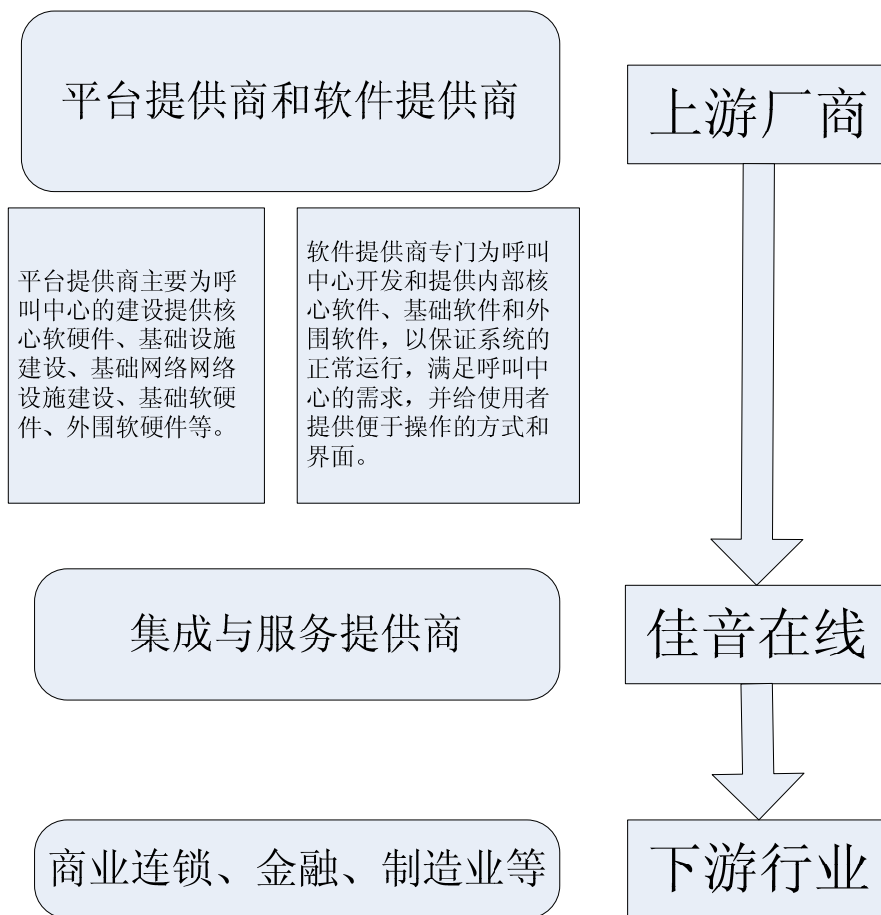 平台提供商和软件提供商
上游厂商
平台提供商主要为呼
叫中心的建设提供核
心软硬件、基础设施
建设、基础网络网络
设施建设、基础软硬
件、外围软硬件等。
软件提供商专门为呼叫
中心开发和提供内部核
心软件、基础软件和外
围软件，以保证系统的
正常运行，满足呼叫中
心的需求，并给使用者
提供便于操作的方式和
界面。
集成与服务提供商
佳音在线
商业连锁、金融、制造业等
下游行业